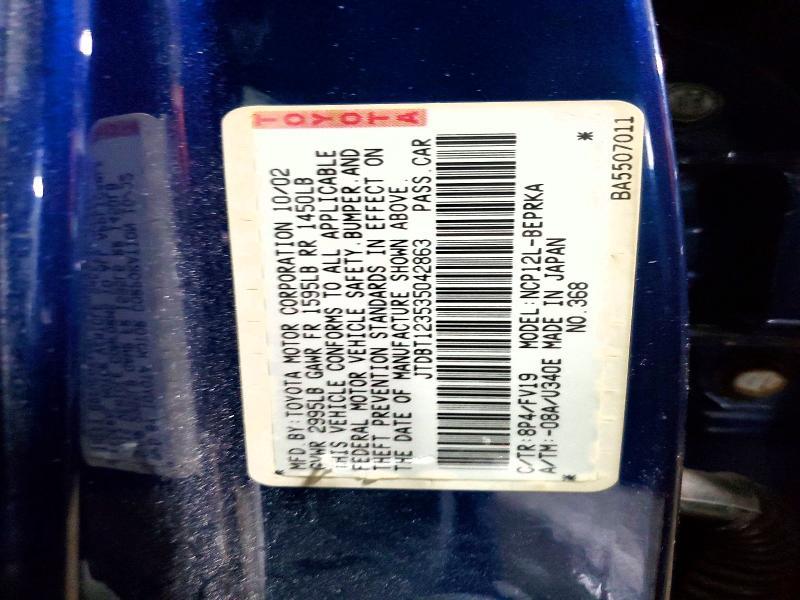 TOYOTA
MFD BY:TOYOTA MOTOR CORPORATION 10/02
GVWR 2995LB GAWR FR 1595LB RR 1450LB
THIS VEHICLE CONFORMS TO ALL APPLICABLE
FEDERAL MOTOR VEHICLE SAFETY.BUMPER.AND
THEFT PREVENTION STANDARDS IN EFFECT ON
THE DATE OF MANUFACTURE SHOWN ABOVE.
JTDBT123535042863 PASS.CAR
C/TR:8P4/FV19 MODEL:NCP12L-BEPRKA
A/TM:-08A/U340E MADE IN JAPAN
* NO.368 *
BA5507011